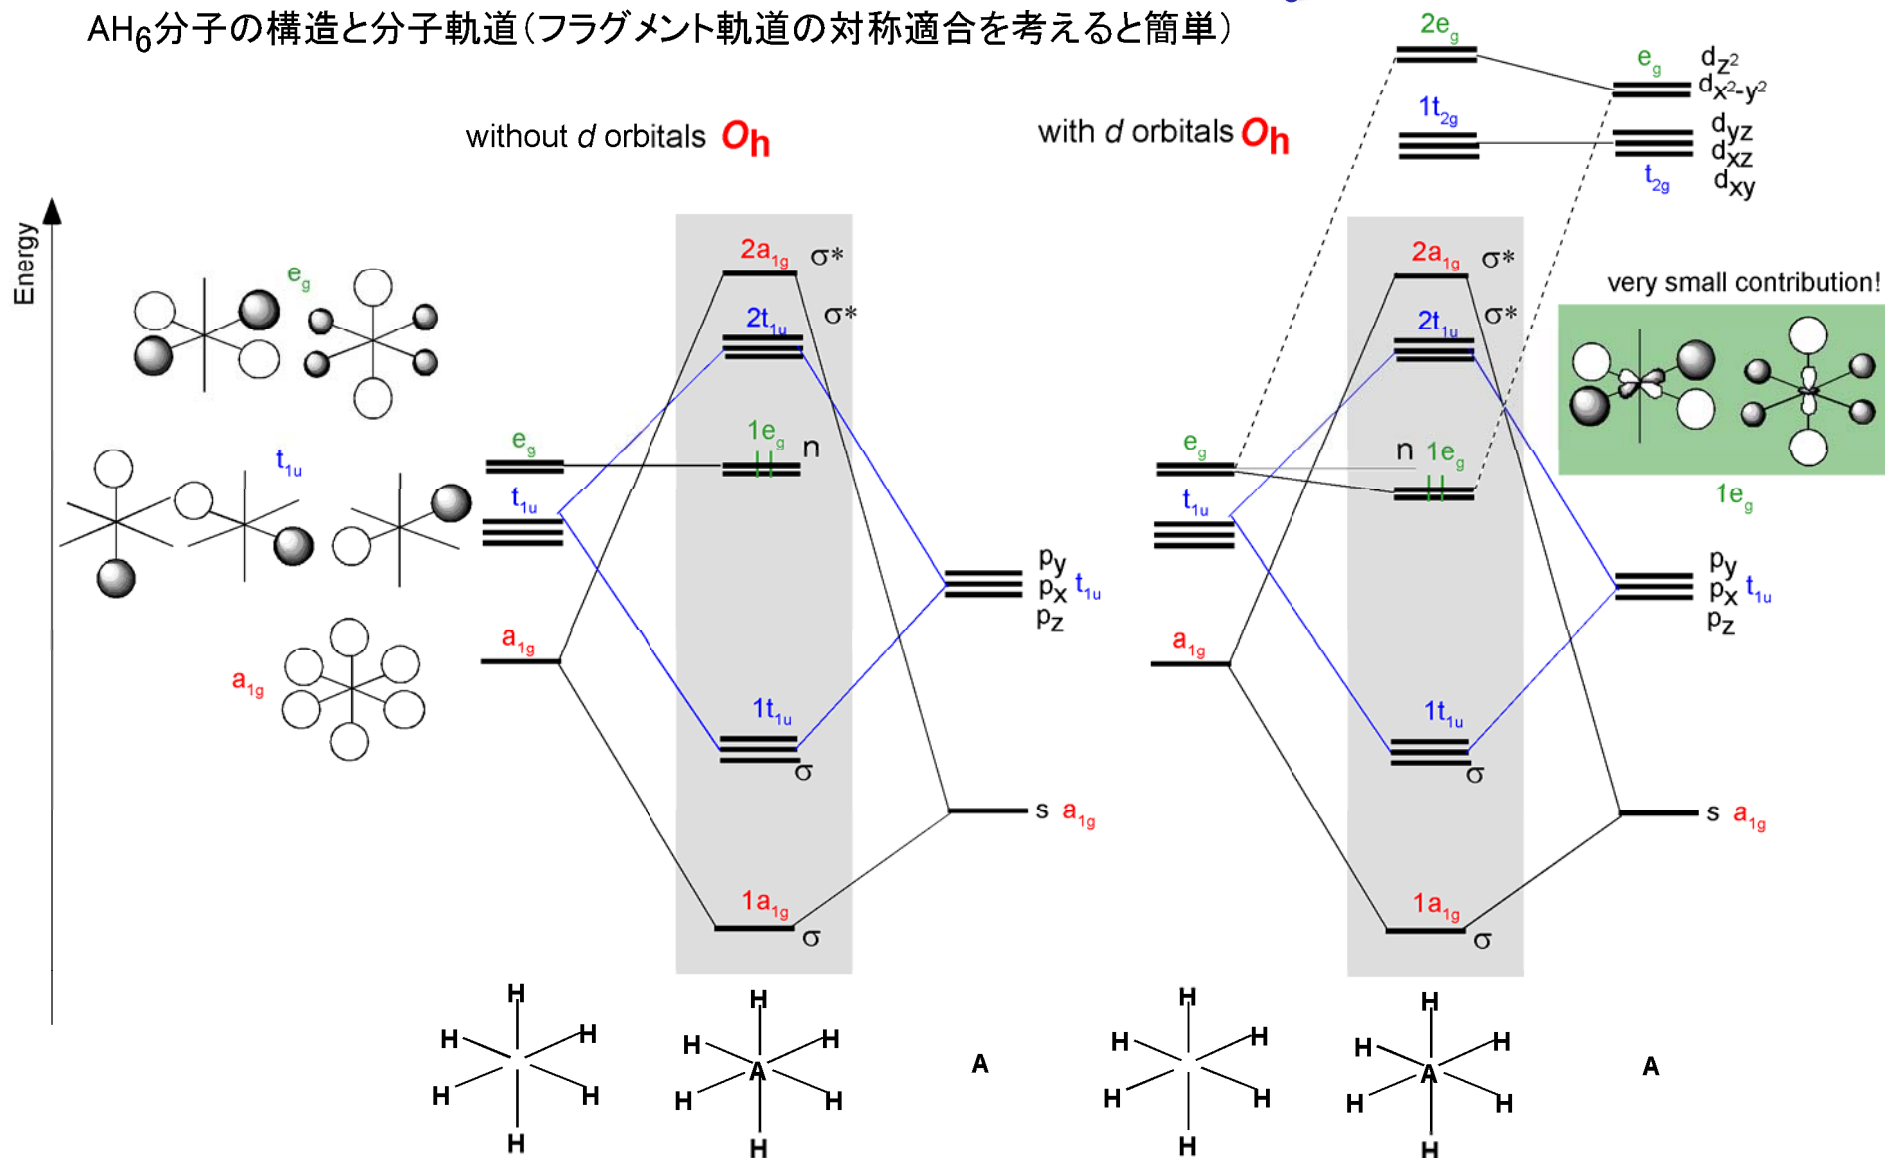 AH6分子の構造と分子軌道（フラグメント軌道の対称適合を考えると簡単）
without d orbitals Oh
Energy
eg
t1u
a1g
eg
t1u
a1g
2a1g σ*
2t1u σ*
1eg n
1t1u
σ
1a1g
σ
py
px t1u
pz
s a1g
H
H H
H H
H
H
H H
A
H H
H
A
with d orbitals Oh
2eg
1t2g
eg dz2
dx2-y2
dyz
dxz
t2g dxy
2a1g σ*
2t1u σ*
eg
n 1eg
t1u
a1g
1t1u
σ
1a1g
σ
py
px t1u
pz
s a1g
very small contribution!
1eg
H
H H
H H
H
H
H H
A
H H
H
A